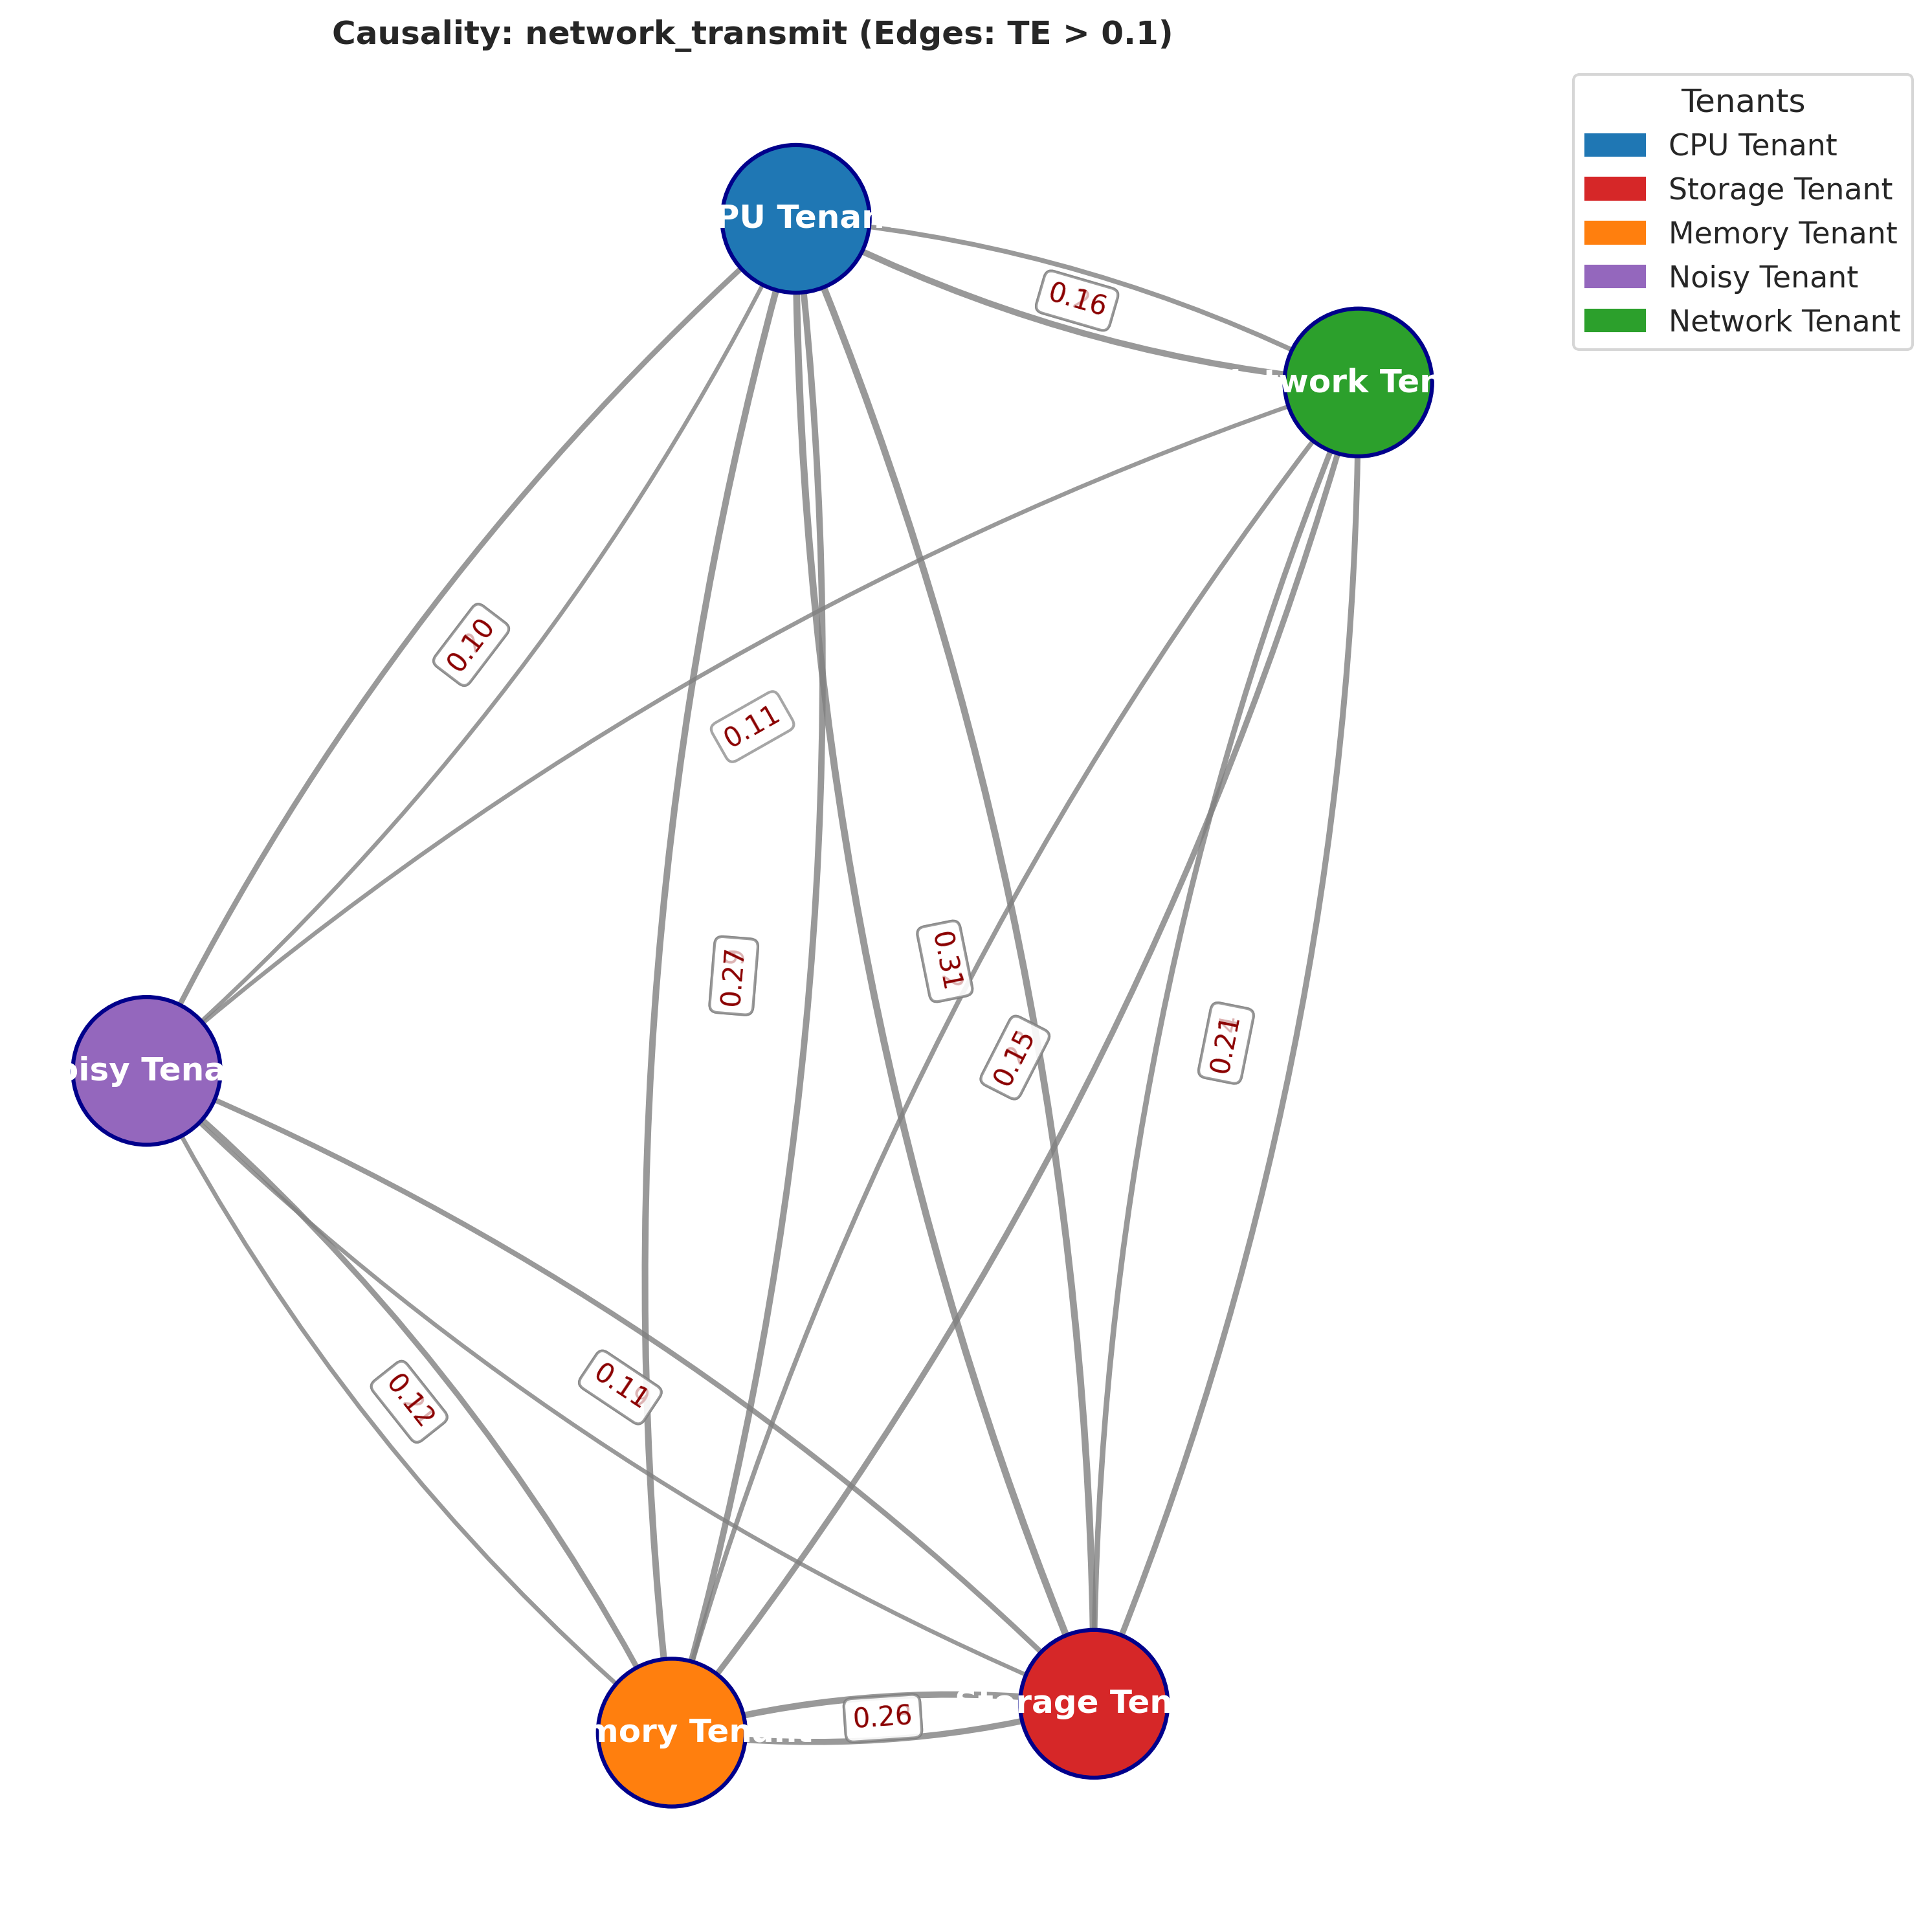 Causality: network_transmit (Edges: TE > 0.1)
Tenants
CPU Tenant
Storage Tenant
Memory Tenant
Noisy Tenant
Network Tenant
PU Tenan
work Ten
0.16
0.10
0.11
0.27
0.31
0.15
0.21
oisy Tena
0.12
0.11
0.26
mory Tenant
rage Ten